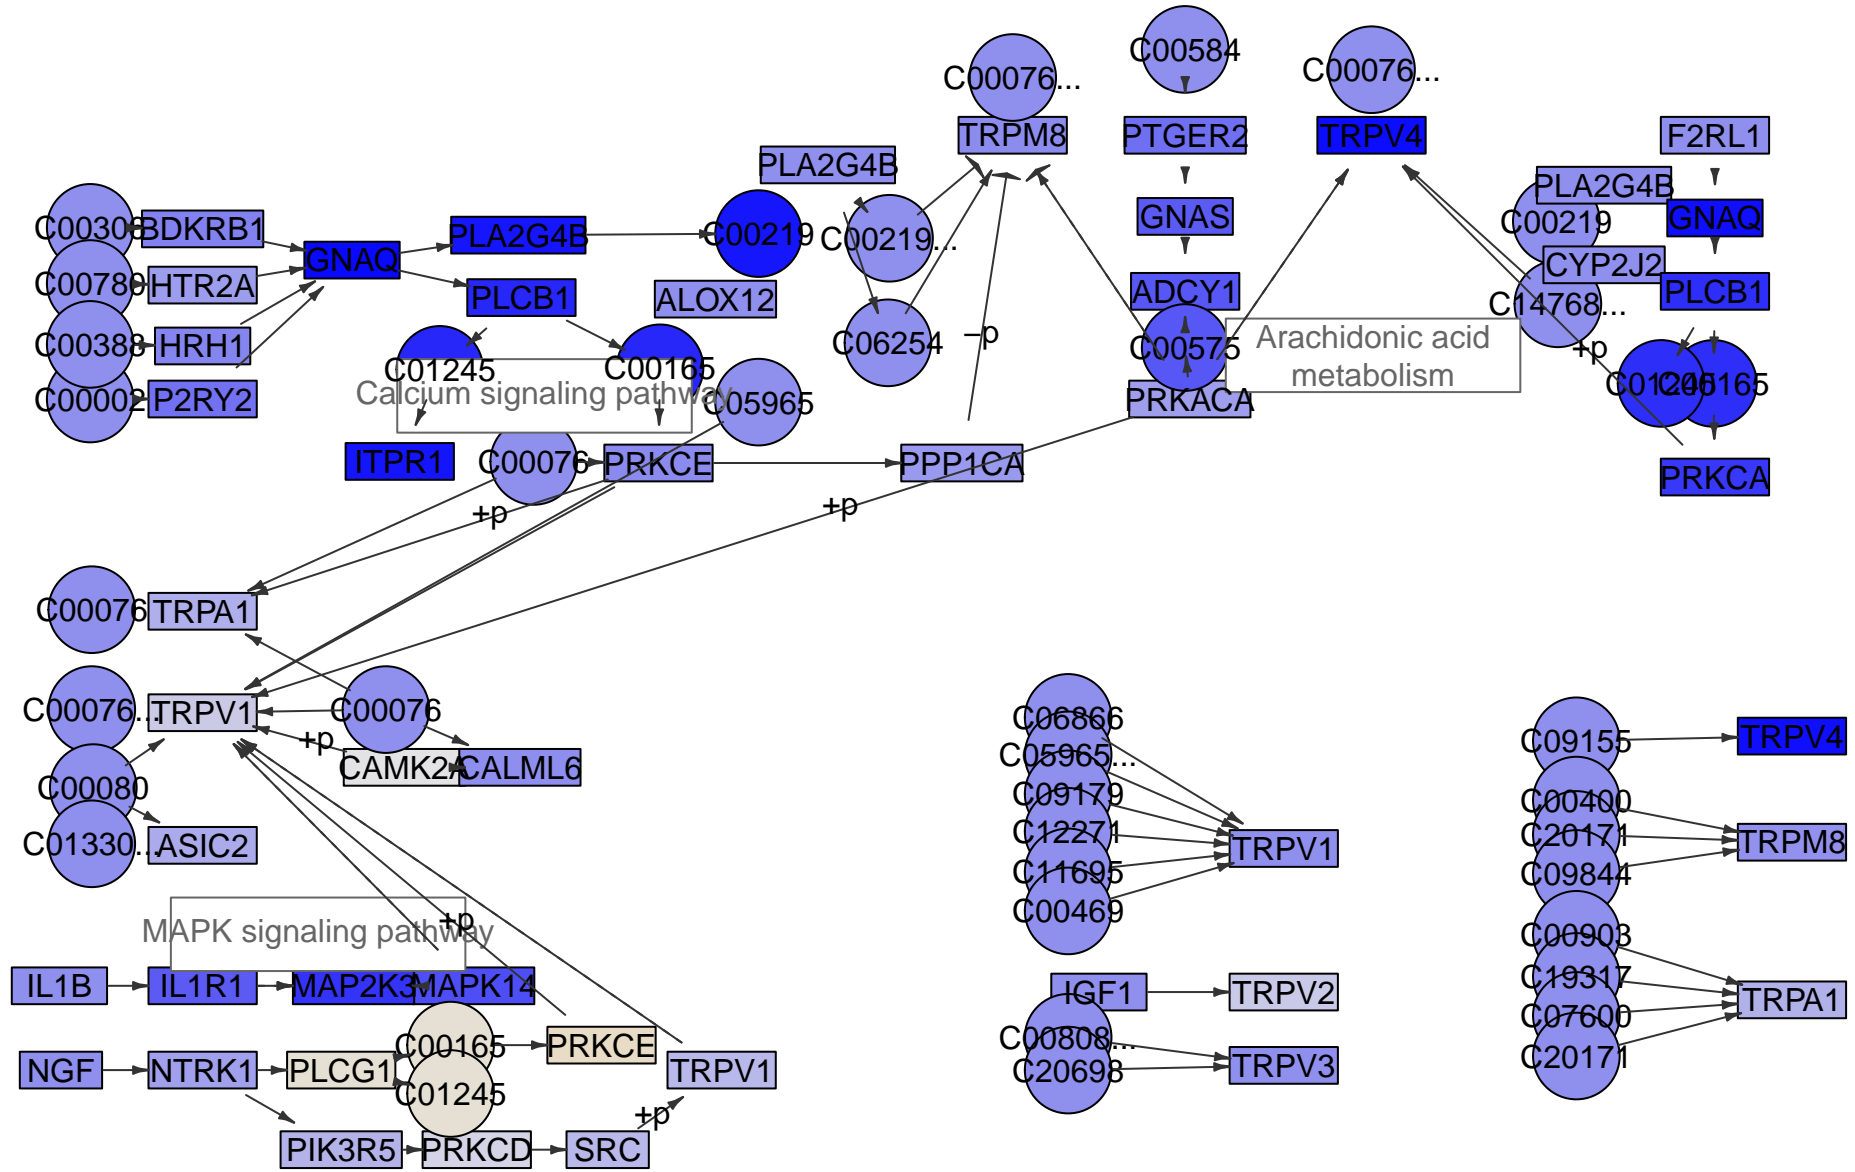 C00584
C00076...
C00076...
TRPM8
PTGER2
TRPV4
F2RL1
PLA2G4B
PLA2G4B
C00219
GNAQ
GNAS
BDKRB1
PLA2G4B
C00219
C00219...
GNAQ
CYP2J2
C00780
HTR2A
PLCB1
ALOX12
ADCY1
C14768...
PLCB1
C00388
HRH1
C06254
–p
C00575
Arachidonic acid
metabolism
+p
C01245
C00165
Calcium signaling pathway
C00002
P2RY2
C05965
PRKACA
C00165
ITPR1
C00076
PRKCE
PPP1CA
PRKCA
+p
+p
C00076
TRPA1
C00076...
TRPV1
C00076
+p
CAMK2A
CALML6
C00080
C01330...
ASIC2
C06866
C05965...
C09179
C12271
C11695
C00469
TRPV1
C09155
TRPV4
C00400
C20171
C09844
TRPM8
MAPK signaling pathway
+p
IL1B
IL1R1
MAP2K3
MAPK14
IGF1
TRPV2
C00903
C19317
C07600
C20171
TRPA1
C00165
PRKCE
C00808...
C20698
TRPV3
NGF
NTRK1
PLCG1
C01245
TRPV1
+p
PIK3R5
PRKCD
SRC